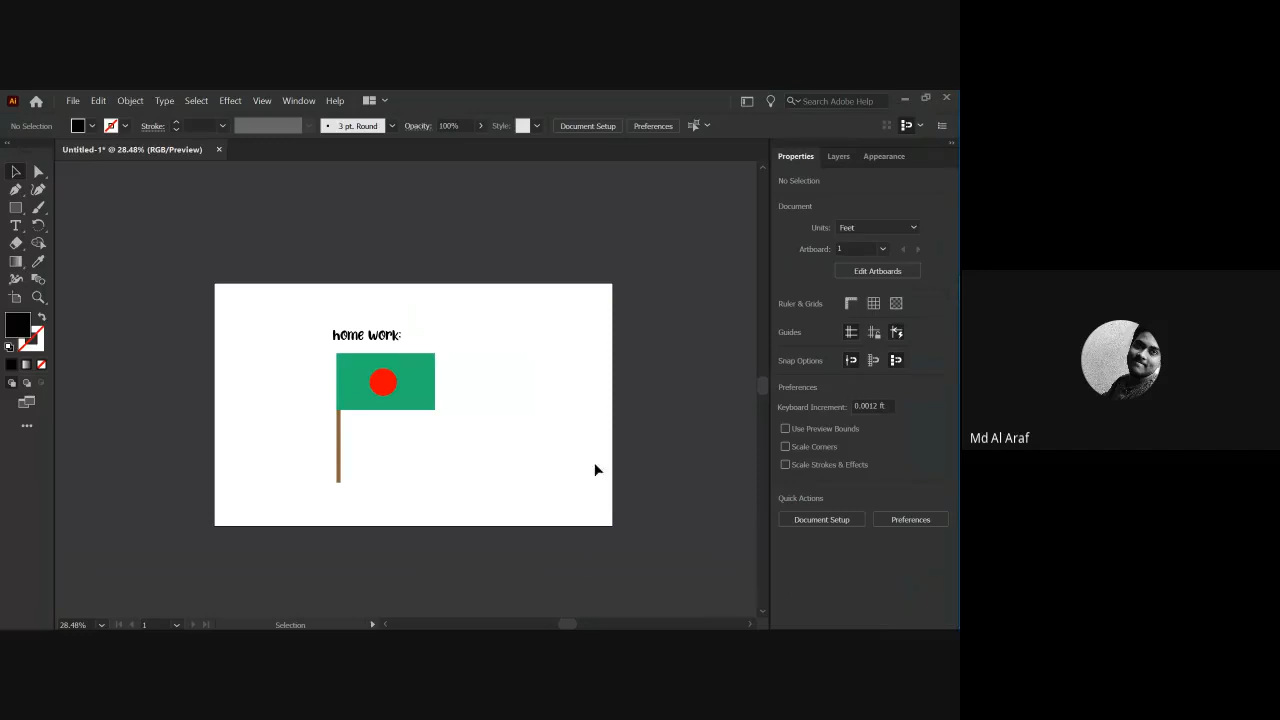 Ai File Edit Object Type Select Effect View Window Help Search Adobe Help
No Selection Stroke: 3 pt. Round Opacity: 100% Style: Document Setup Preferences
Untitled-1* @ 28.48% (RGB/Preview) ×
Properties Layers Appearance
No Selection
Document
Units: Feet
Artboard: 1
Edit Artboards
Ruler & Grids
Guides
Snap Options
Preferences
Keyboard Increment: 0.0012 ft
Use Preview Bounds
Scale Corners
Scale Strokes & Effects
Quick Actions
Document Setup Preferences
home work:
28.48% 1 Selection
Md Al Araf